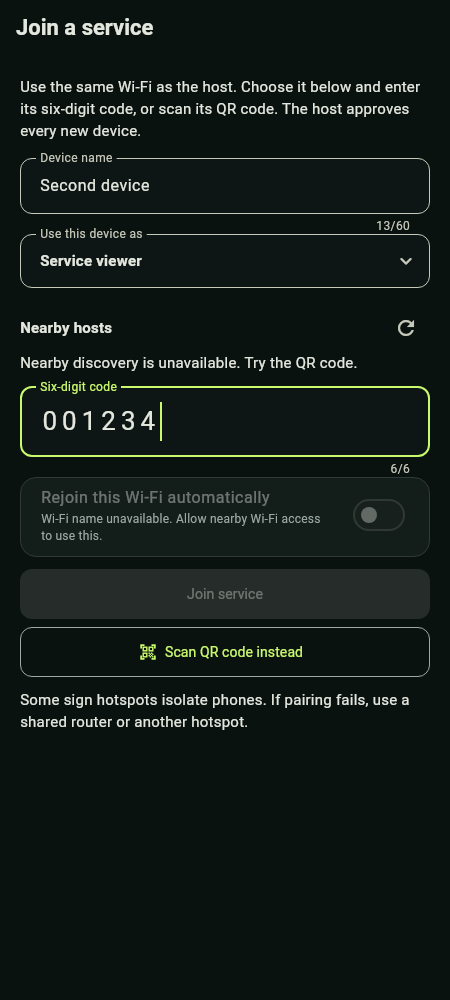 Join a service
Use the same Wi-Fi as the host. Choose it below and enter
its six-digit code, or scan its QR code. The host approves
every new device.
Device name
Second device
13/60
Use this device as
Service viewer
Nearby hosts
Nearby discovery is unavailable. Try the QR code.
Six-digit code
001234
6/6
Rejoin this Wi-Fi automatically
Wi-Fi name unavailable. Allow nearby Wi-Fi access
to use this.
Join service
Scan QR code instead
Some sign hotspots isolate phones. If pairing fails, use a
shared router or another hotspot.